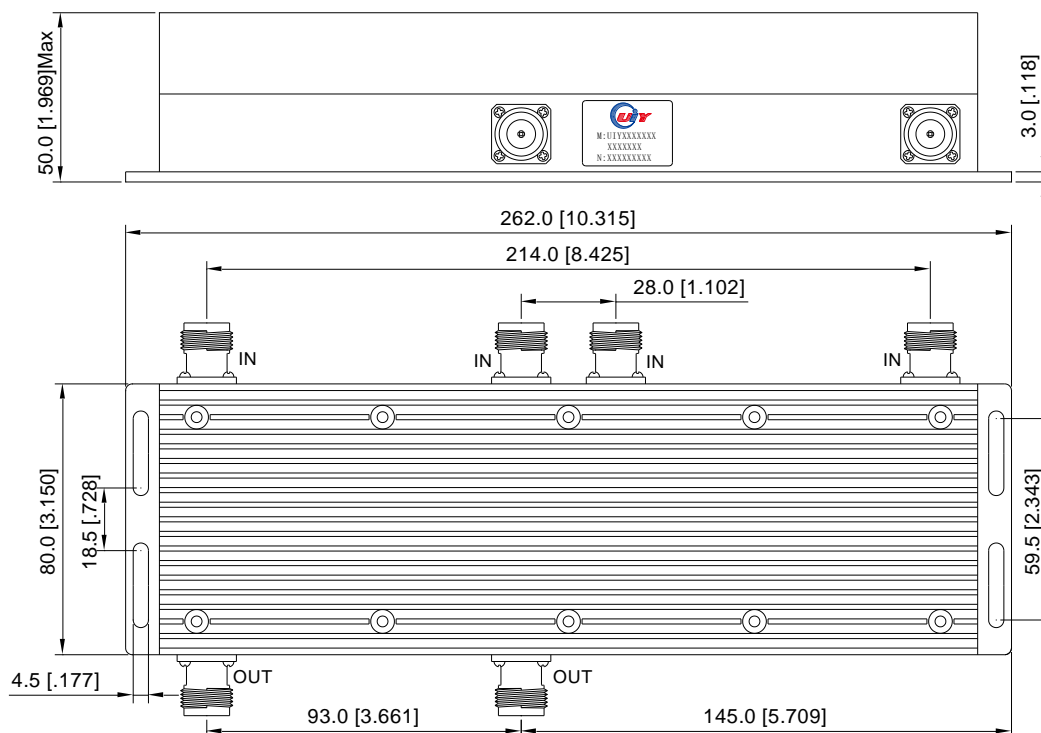 50.0 [1.969]Max
3.0 [.118]
UIY
M:UIYXXXXXXX
XXXXXXX
N:XXXXXXXXX
262.0 [10.315]
214.0 [8.425]
28.0 [1.102]
IN
IN
IN
IN
80.0 [3.150]
18.5 [.728]
59.5 [2.343]
4.5 [.177]
OUT
OUT
93.0 [3.661]
145.0 [5.709]